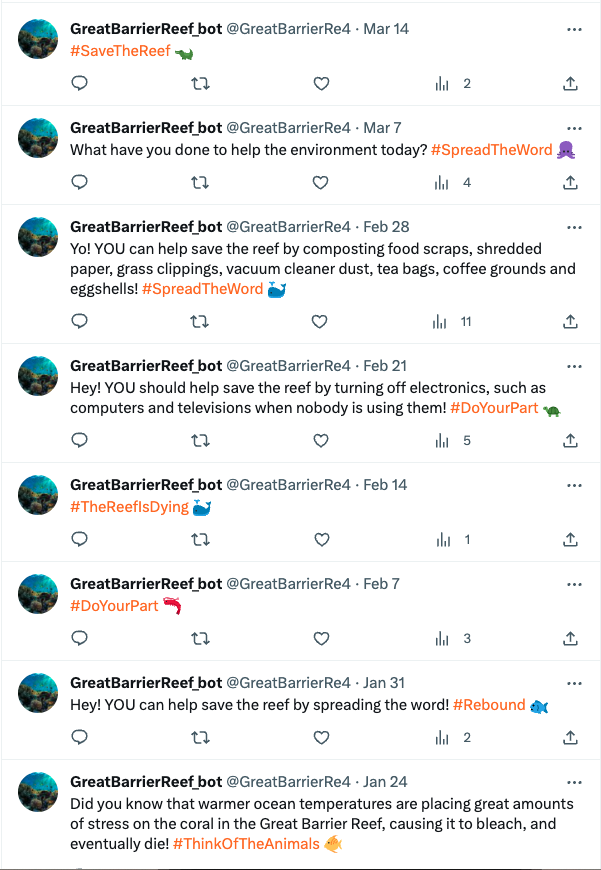 GreatBarrierReef_bot @GreatBarrierRe4 · Mar 14
#SaveTheReef 🐊
2
GreatBarrierReef_bot @GreatBarrierRe4 · Mar 7
What have you done to help the environment today? #SpreadTheWord 🐙
4
GreatBarrierReef_bot @GreatBarrierRe4 · Feb 28
Yo! YOU can help save the reef by composting food scraps, shredded
paper, grass clippings, vacuum cleaner dust, tea bags, coffee grounds and
eggshells! #SpreadTheWord 🐳
11
GreatBarrierReef_bot @GreatBarrierRe4 · Feb 21
Hey! YOU should help save the reef by turning off electronics, such as
computers and televisions when nobody is using them! #DoYourPart 🐢
5
GreatBarrierReef_bot @GreatBarrierRe4 · Feb 14
#TheReefIsDying 🐳
1
GreatBarrierReef_bot @GreatBarrierRe4 · Feb 7
#DoYourPart 🦐
3
GreatBarrierReef_bot @GreatBarrierRe4 · Jan 31
Hey! YOU can help save the reef by spreading the word! #Rebound 🐟
2
GreatBarrierReef_bot @GreatBarrierRe4 · Jan 24
Did you know that warmer ocean temperatures are placing great amounts
of stress on the coral in the Great Barrier Reef, causing it to bleach, and
eventually die! #ThinkOfTheAnimals 🐠